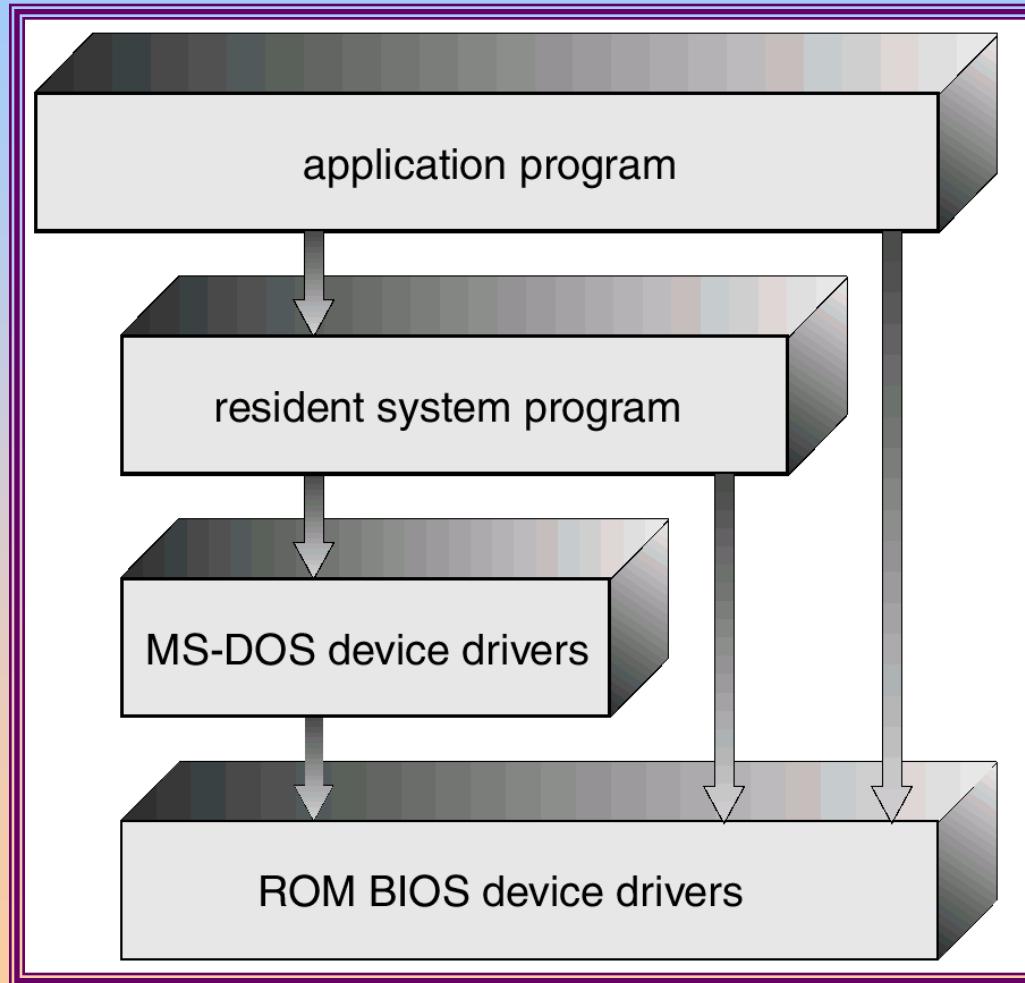 application program
resident system program
MS-DOS device drivers
ROM BIOS device drivers